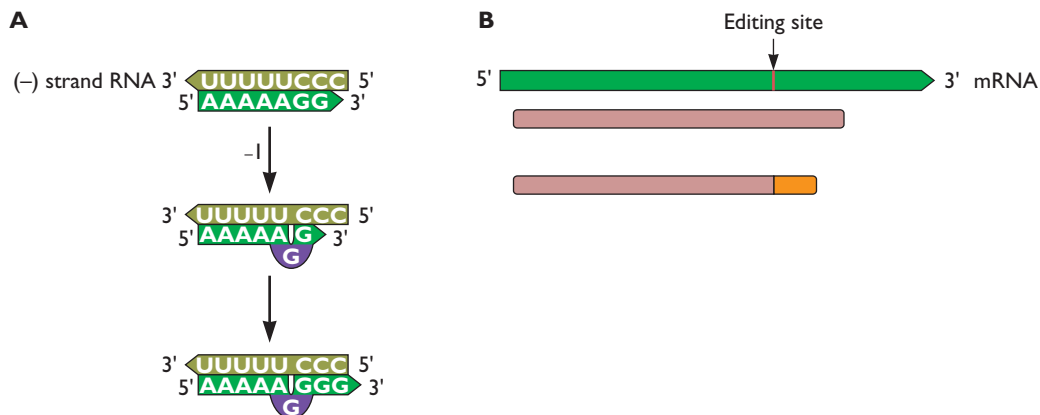 A
(–) strand RNA 3' UUUUUCCC 5'
5' AAAAAGG 3'
–1
3' UUUUU CCC 5'
5' AAAAA G 3'
G
3' UUUUU CCC 5'
5' AAAAA GGG 3'
G
B
Editing site
5' 3' mRNA